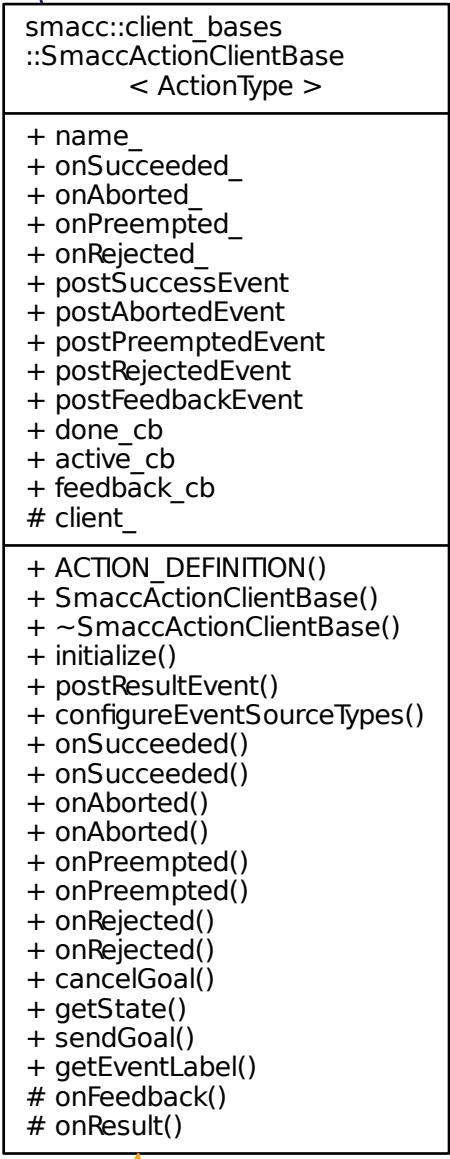 smacc::client_bases
::SmaccActionClientBase
< ActionType >
+ name_
+ onSucceeded_
+ onAborted_
+ onPreempted_
+ onRejected_
+ postSuccessEvent
+ postAbortedEvent
+ postPreemptedEvent
+ postRejectedEvent
+ postFeedbackEvent
+ done_cb
+ active_cb
+ feedback_cb
# client_
+ ACTION_DEFINITION()
+ SmaccActionClientBase()
+ ~SmaccActionClientBase()
+ initialize()
+ postResultEvent()
+ configureEventSourceTypes()
+ onSucceeded()
+ onSucceeded()
+ onAborted()
+ onAborted()
+ onPreempted()
+ onPreempted()
+ onRejected()
+ onRejected()
+ cancelGoal()
+ getState()
+ sendGoal()
+ getEventLabel()
# onFeedback()
# onResult()